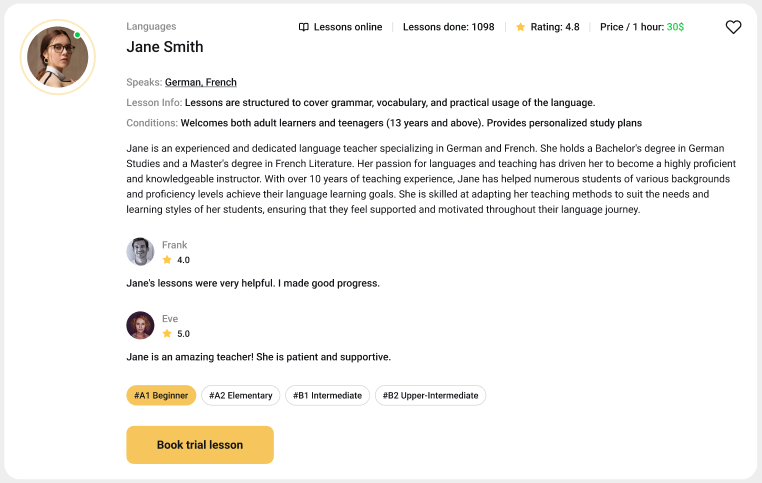 Languages
Lessons online
Lessons done: 1098
Rating: 4.8
Price / 1 hour: 30$
Jane Smith
Speaks: German, French
Lesson Info: Lessons are structured to cover grammar, vocabulary, and practical usage of the language.
Conditions: Welcomes both adult learners and teenagers (13 years and above). Provides personalized study plans
Jane is an experienced and dedicated language teacher specializing in German and French. She holds a Bachelor's degree in German
Studies and a Master's degree in French Literature. Her passion for languages and teaching has driven her to become a highly proficient
and knowledgeable instructor. With over 10 years of teaching experience, Jane has helped numerous students of various backgrounds
and proficiency levels achieve their language learning goals. She is skilled at adapting her teaching methods to suit the needs and
learning styles of her students, ensuring that they feel supported and motivated throughout their language journey.
Frank
4.0
Jane's lessons were very helpful. I made good progress.
Eve
5.0
Jane is an amazing teacher! She is patient and supportive.
#A1 Beginner
#A2 Elementary
#B1 Intermediate
#B2 Upper-Intermediate
Book trial lesson